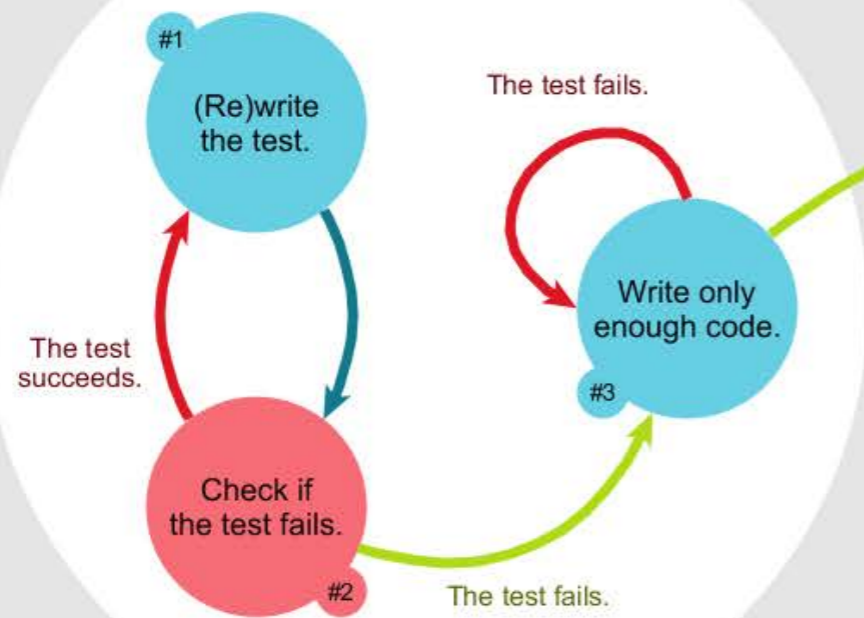 #1
(Re)write
the test.
The test fails.
Write only
enough code.
#3
The test
succeeds.
Check if
the test fails.
#2
The test fails.